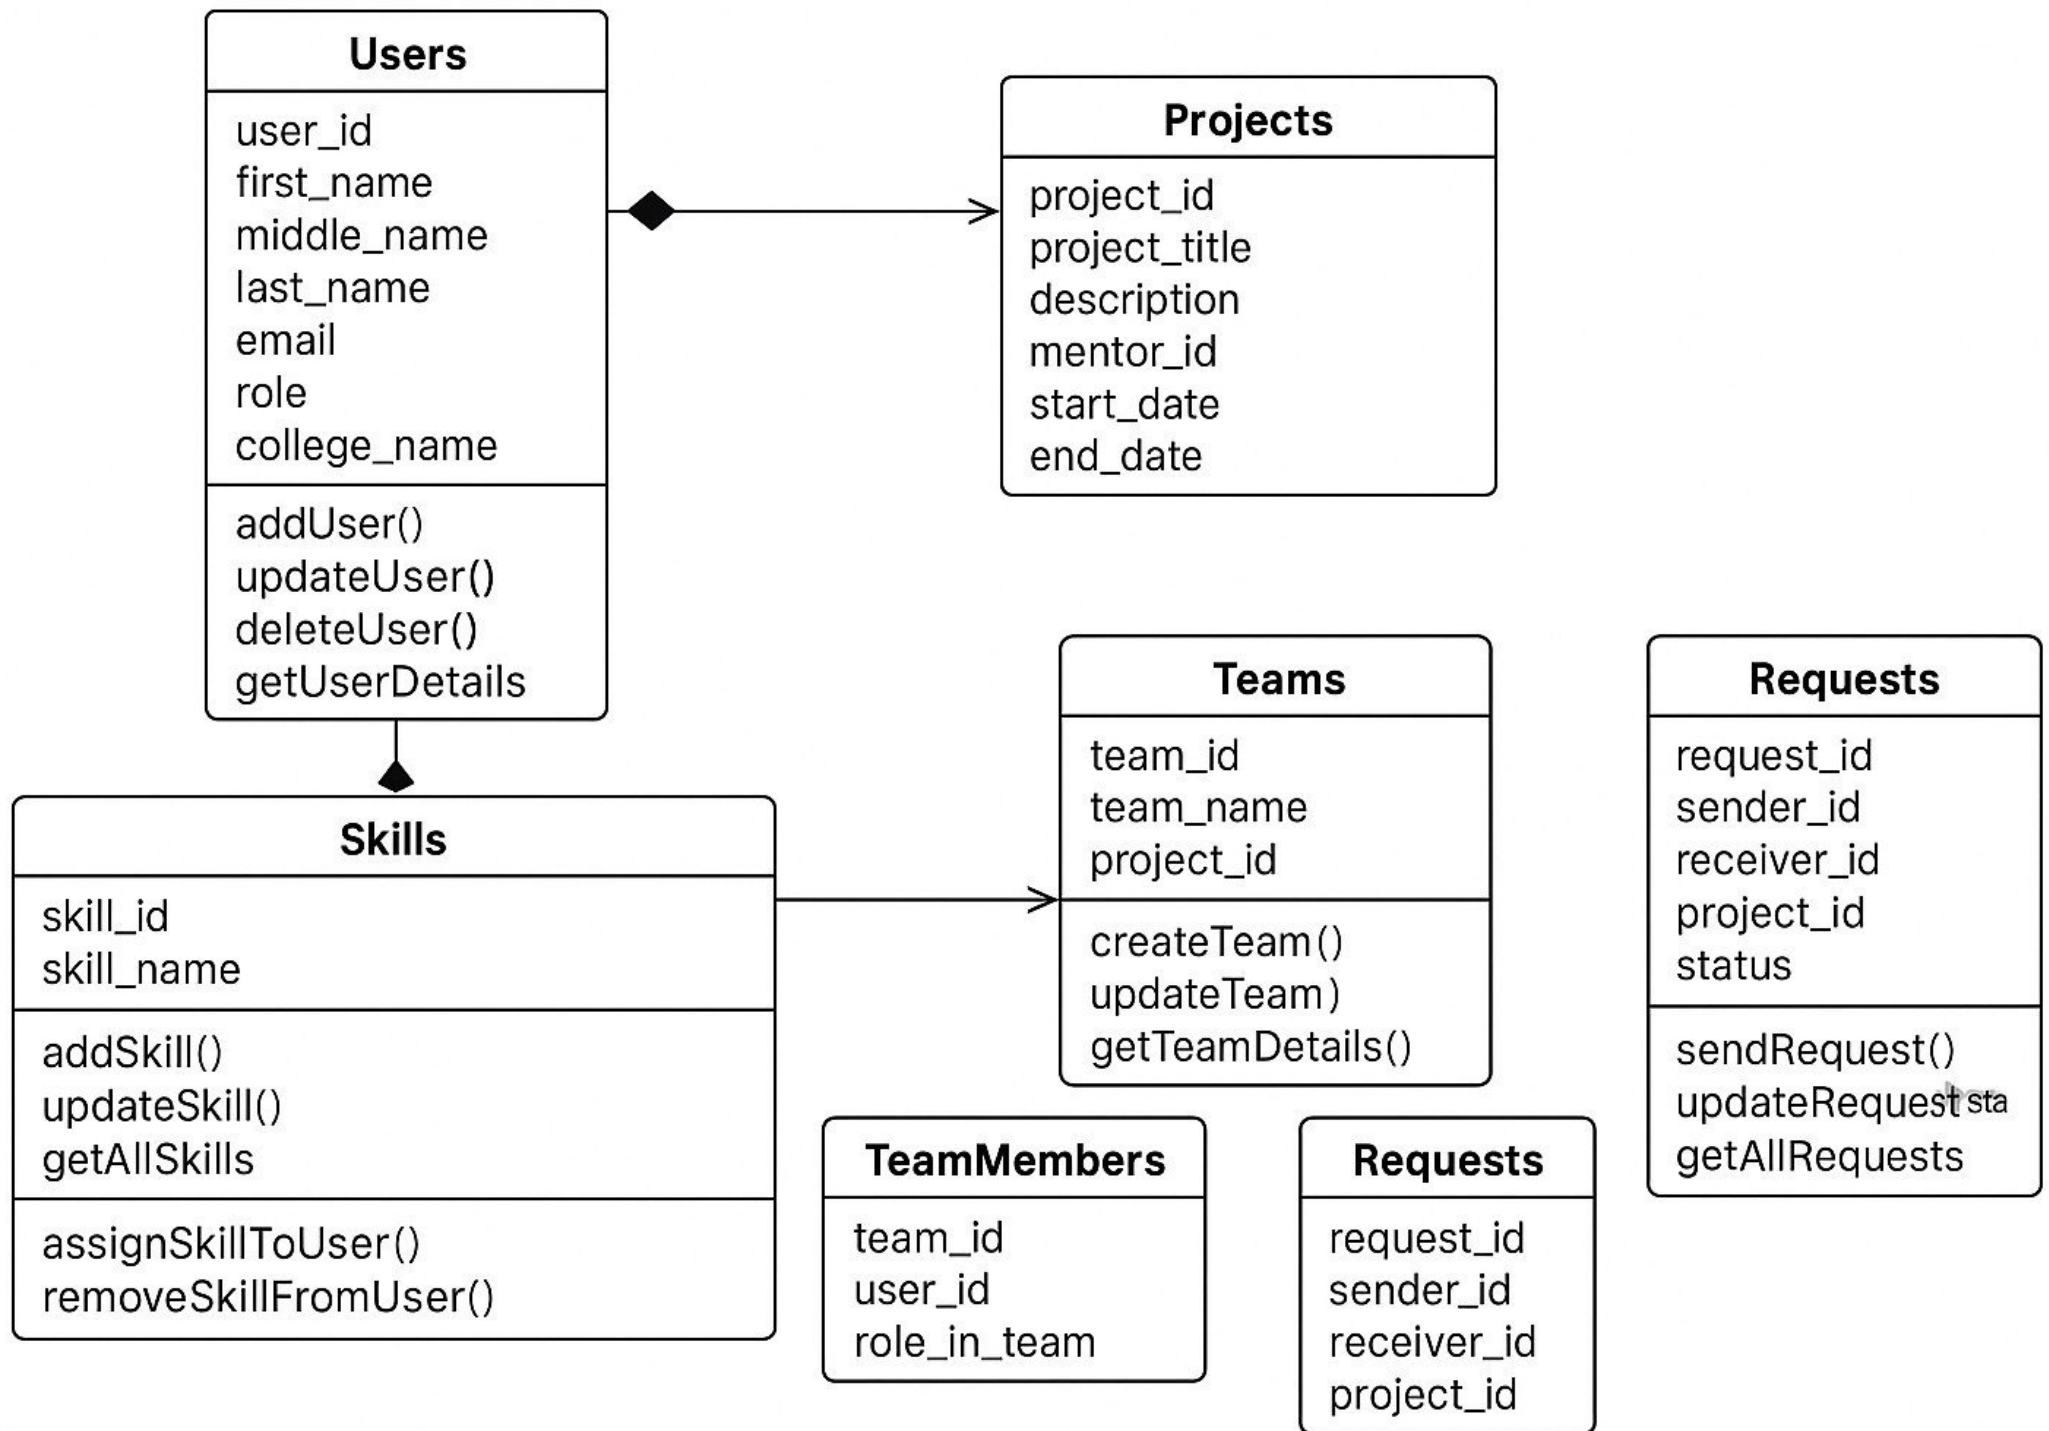 Users
user_id
first_name
middle_name
last_name
email
role
college_name
addUser()
updateUser()
deleteUser()
getUserDetails
Projects
project_id
project_title
description
mentor_id
start_date
end_date
Skills
skill_id
skill_name
addSkill()
updateSkill()
getAllSkills
assignSkillToUser()
removeSkillFromUser()
Teams
team_id
team_name
project_id
createTeam()
updateTeam)
getTeamDetails()
TeamMembers
team_id
user_id
role_in_team
Requests
request_id
sender_id
receiver_id
project_id
Requests
request_id
sender_id
receiver_id
project_id
status
sendRequest()
updateRequest sta
getAllRequests